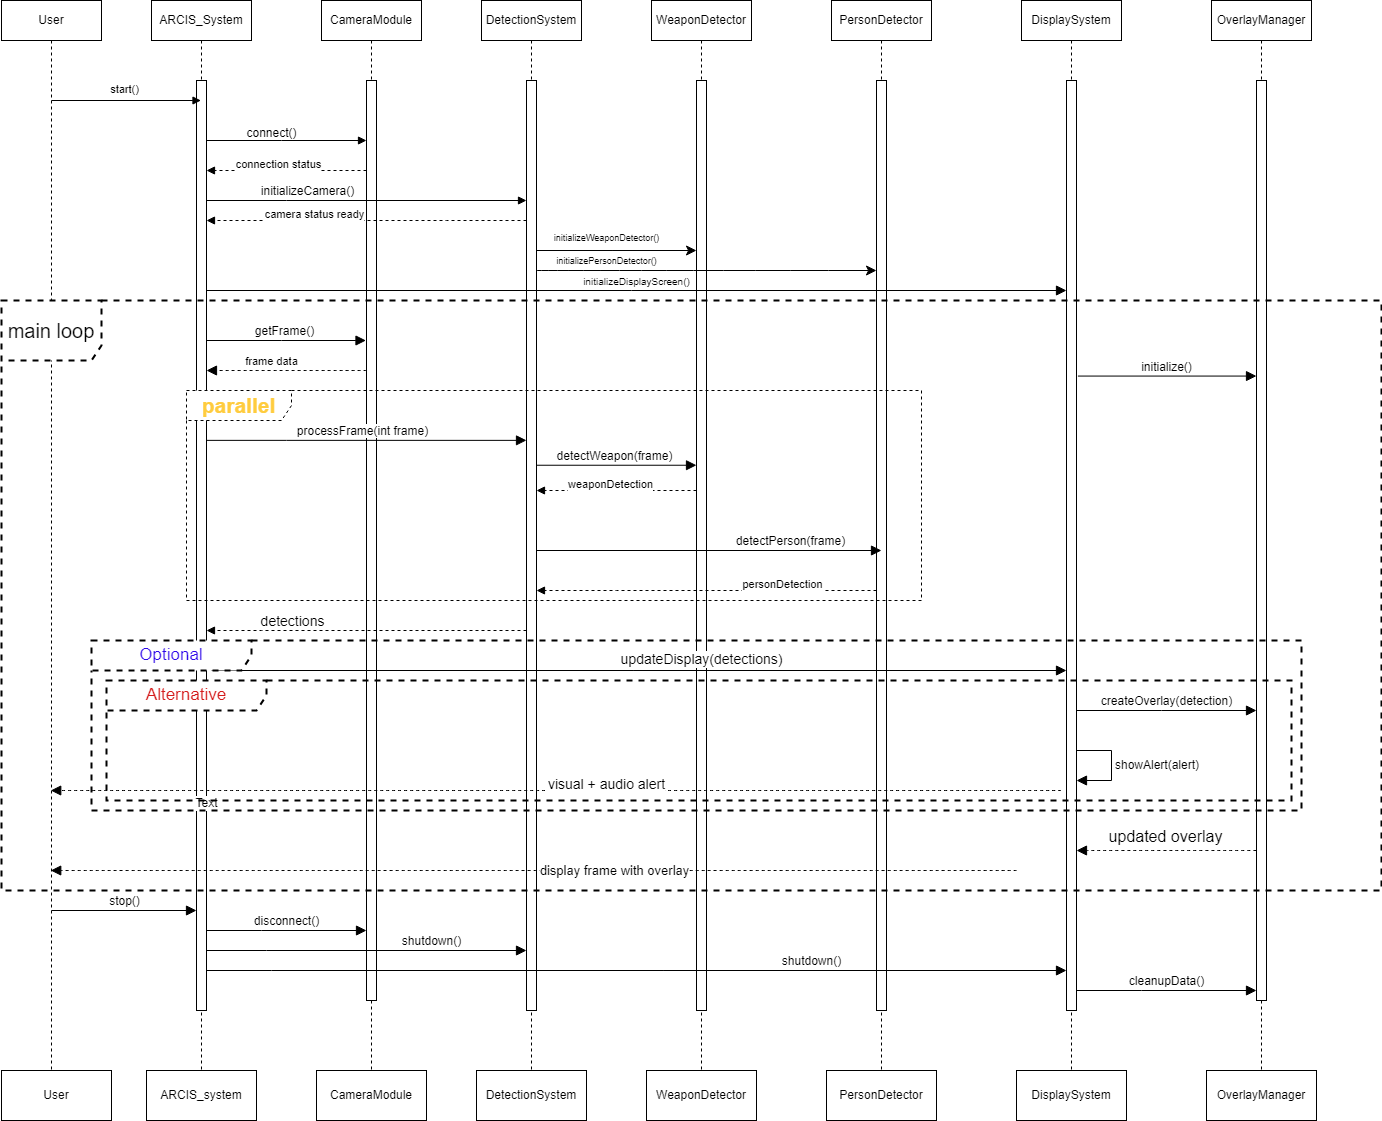 User
ARCIS_System
CameraModule
DetectionSystem
WeaponDetector
PersonDetector
DisplaySystem
OverlayManager
start()
connect()
connection status
initializeCamera()
camera status ready
initializeWeaponDetector()
initializePersonDetector()
initializeDisplayScreen()
main loop
getFrame()
frame data
initialize()
parallel
processFrame(int frame)
detectWeapon(frame)
weaponDetection
detectPerson(frame)
personDetection
detections
Optional
updateDisplay(detections)
Alternative
createOverlay(detection)
showAlert(alert)
visual + audio alert
Text
updated overlay
display frame with overlay
stop()
disconnect()
shutdown()
shutdown()
cleanupData()
User
ARCIS_system
CameraModule
DetectionSystem
WeaponDetector
PersonDetector
DisplaySystem
OverlayManager